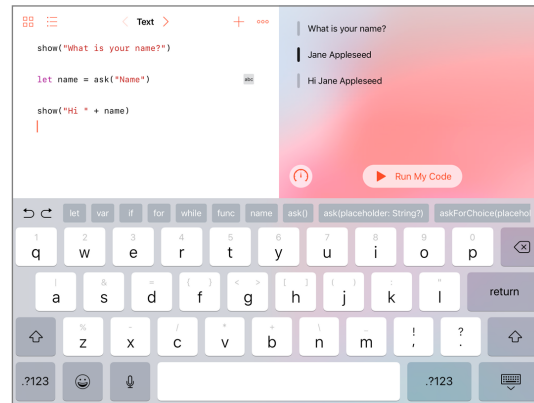 Text
show("What is your name?")
let name = ask("Name")
abc
show("Hi " + name)
What is your name?
Jane Appleseed
Hi Jane Appleseed
Run My Code
let var if for while func name ask() ask(placeholder: String?) askForChoice(placehol
1 2 3 4 5 6 7 8 9 0
q w e r t y u i o p
| & = { } < > [ ] ( ) : "
a s d f g h j k l return
% - / * + \ _ ! ?
z x c v b n m , .
.?123 .?123